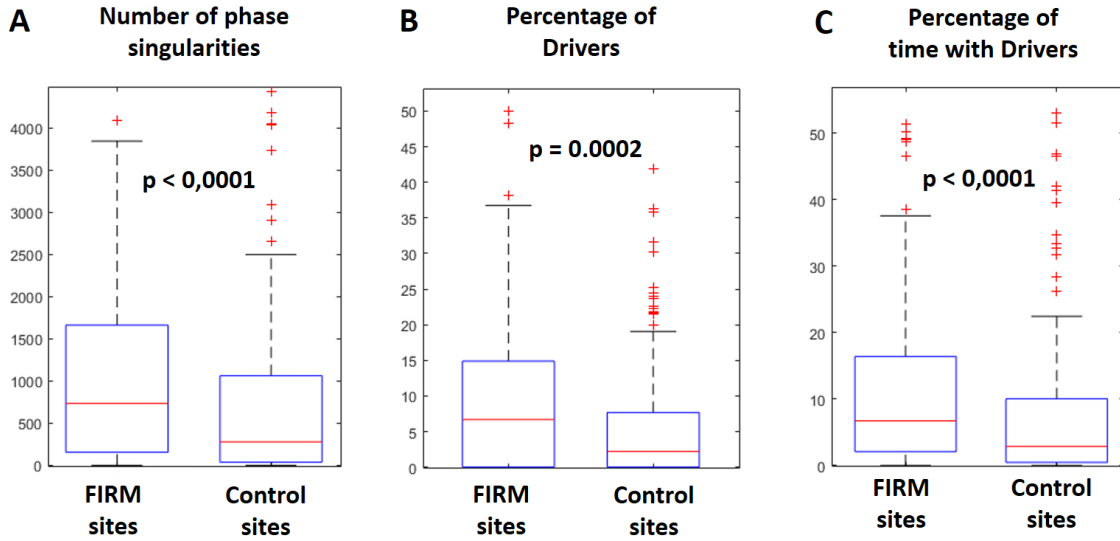 A
Number of phase
singularities
4000
3500
3000
2500
2000
1500
1000
500
0
p < 0,0001
FIRM
sites
Control
sites
B
Percentage of
Drivers
50
45
40
35
30
25
20
15
10
5
0
p = 0.0002
FIRM
sites
Control
sites
C
Percentage of
time with Drivers
50
40
30
20
10
0
p < 0,0001
FIRM
sites
Control
sites